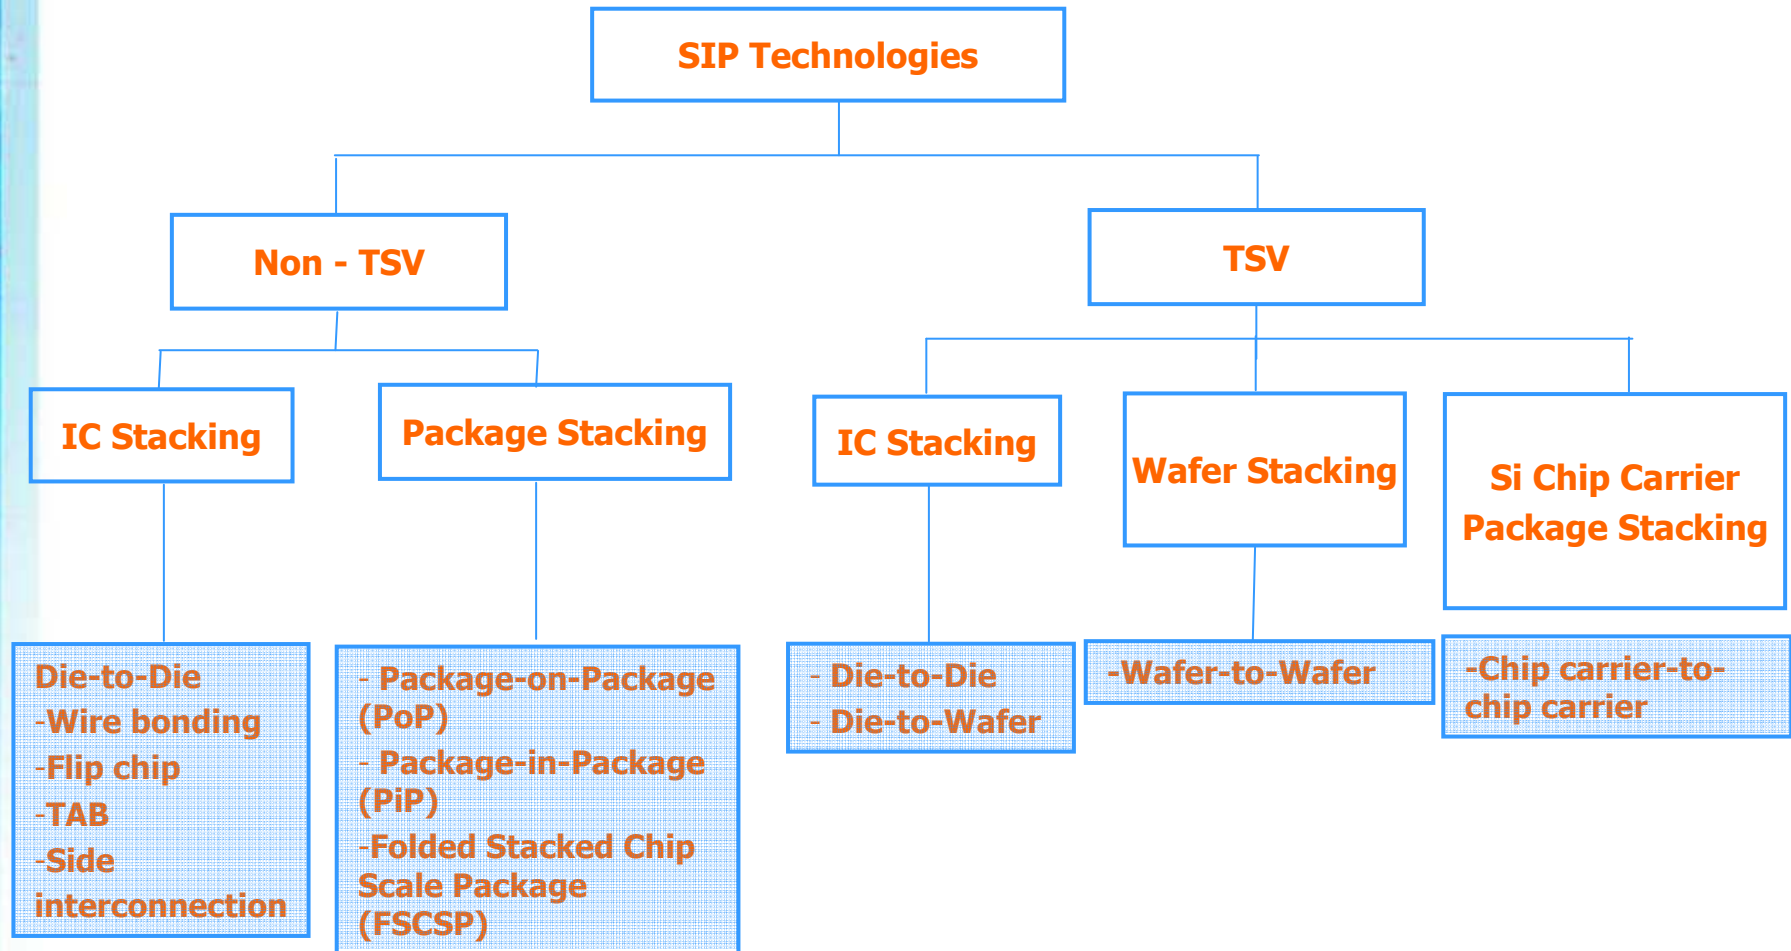 SIP Technologies
Non - TSV
TSV
IC Stacking
Package Stacking
IC Stacking
Wafer Stacking
Si Chip Carrier
Package Stacking
Die-to-Die
-Wire bonding
-Flip chip
-TAB
-Side
interconnection
- Package-on-Package
(PoP)
- Package-in-Package
(PiP)
-Folded Stacked Chip
Scale Package
(FSCSP)
- Die-to-Die
- Die-to-Wafer
-Wafer-to-Wafer
-Chip carrier-to-
chip carrier